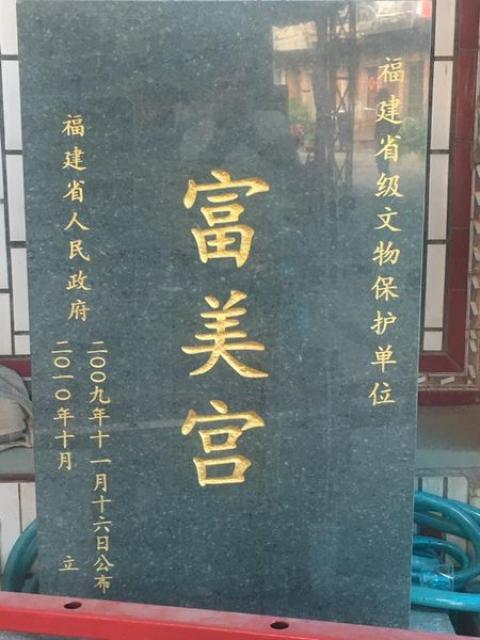 福建省级文物保护单位
富美宫
福建省人民政府
二〇〇九年十一月十六日公布
二〇一〇年十月 立